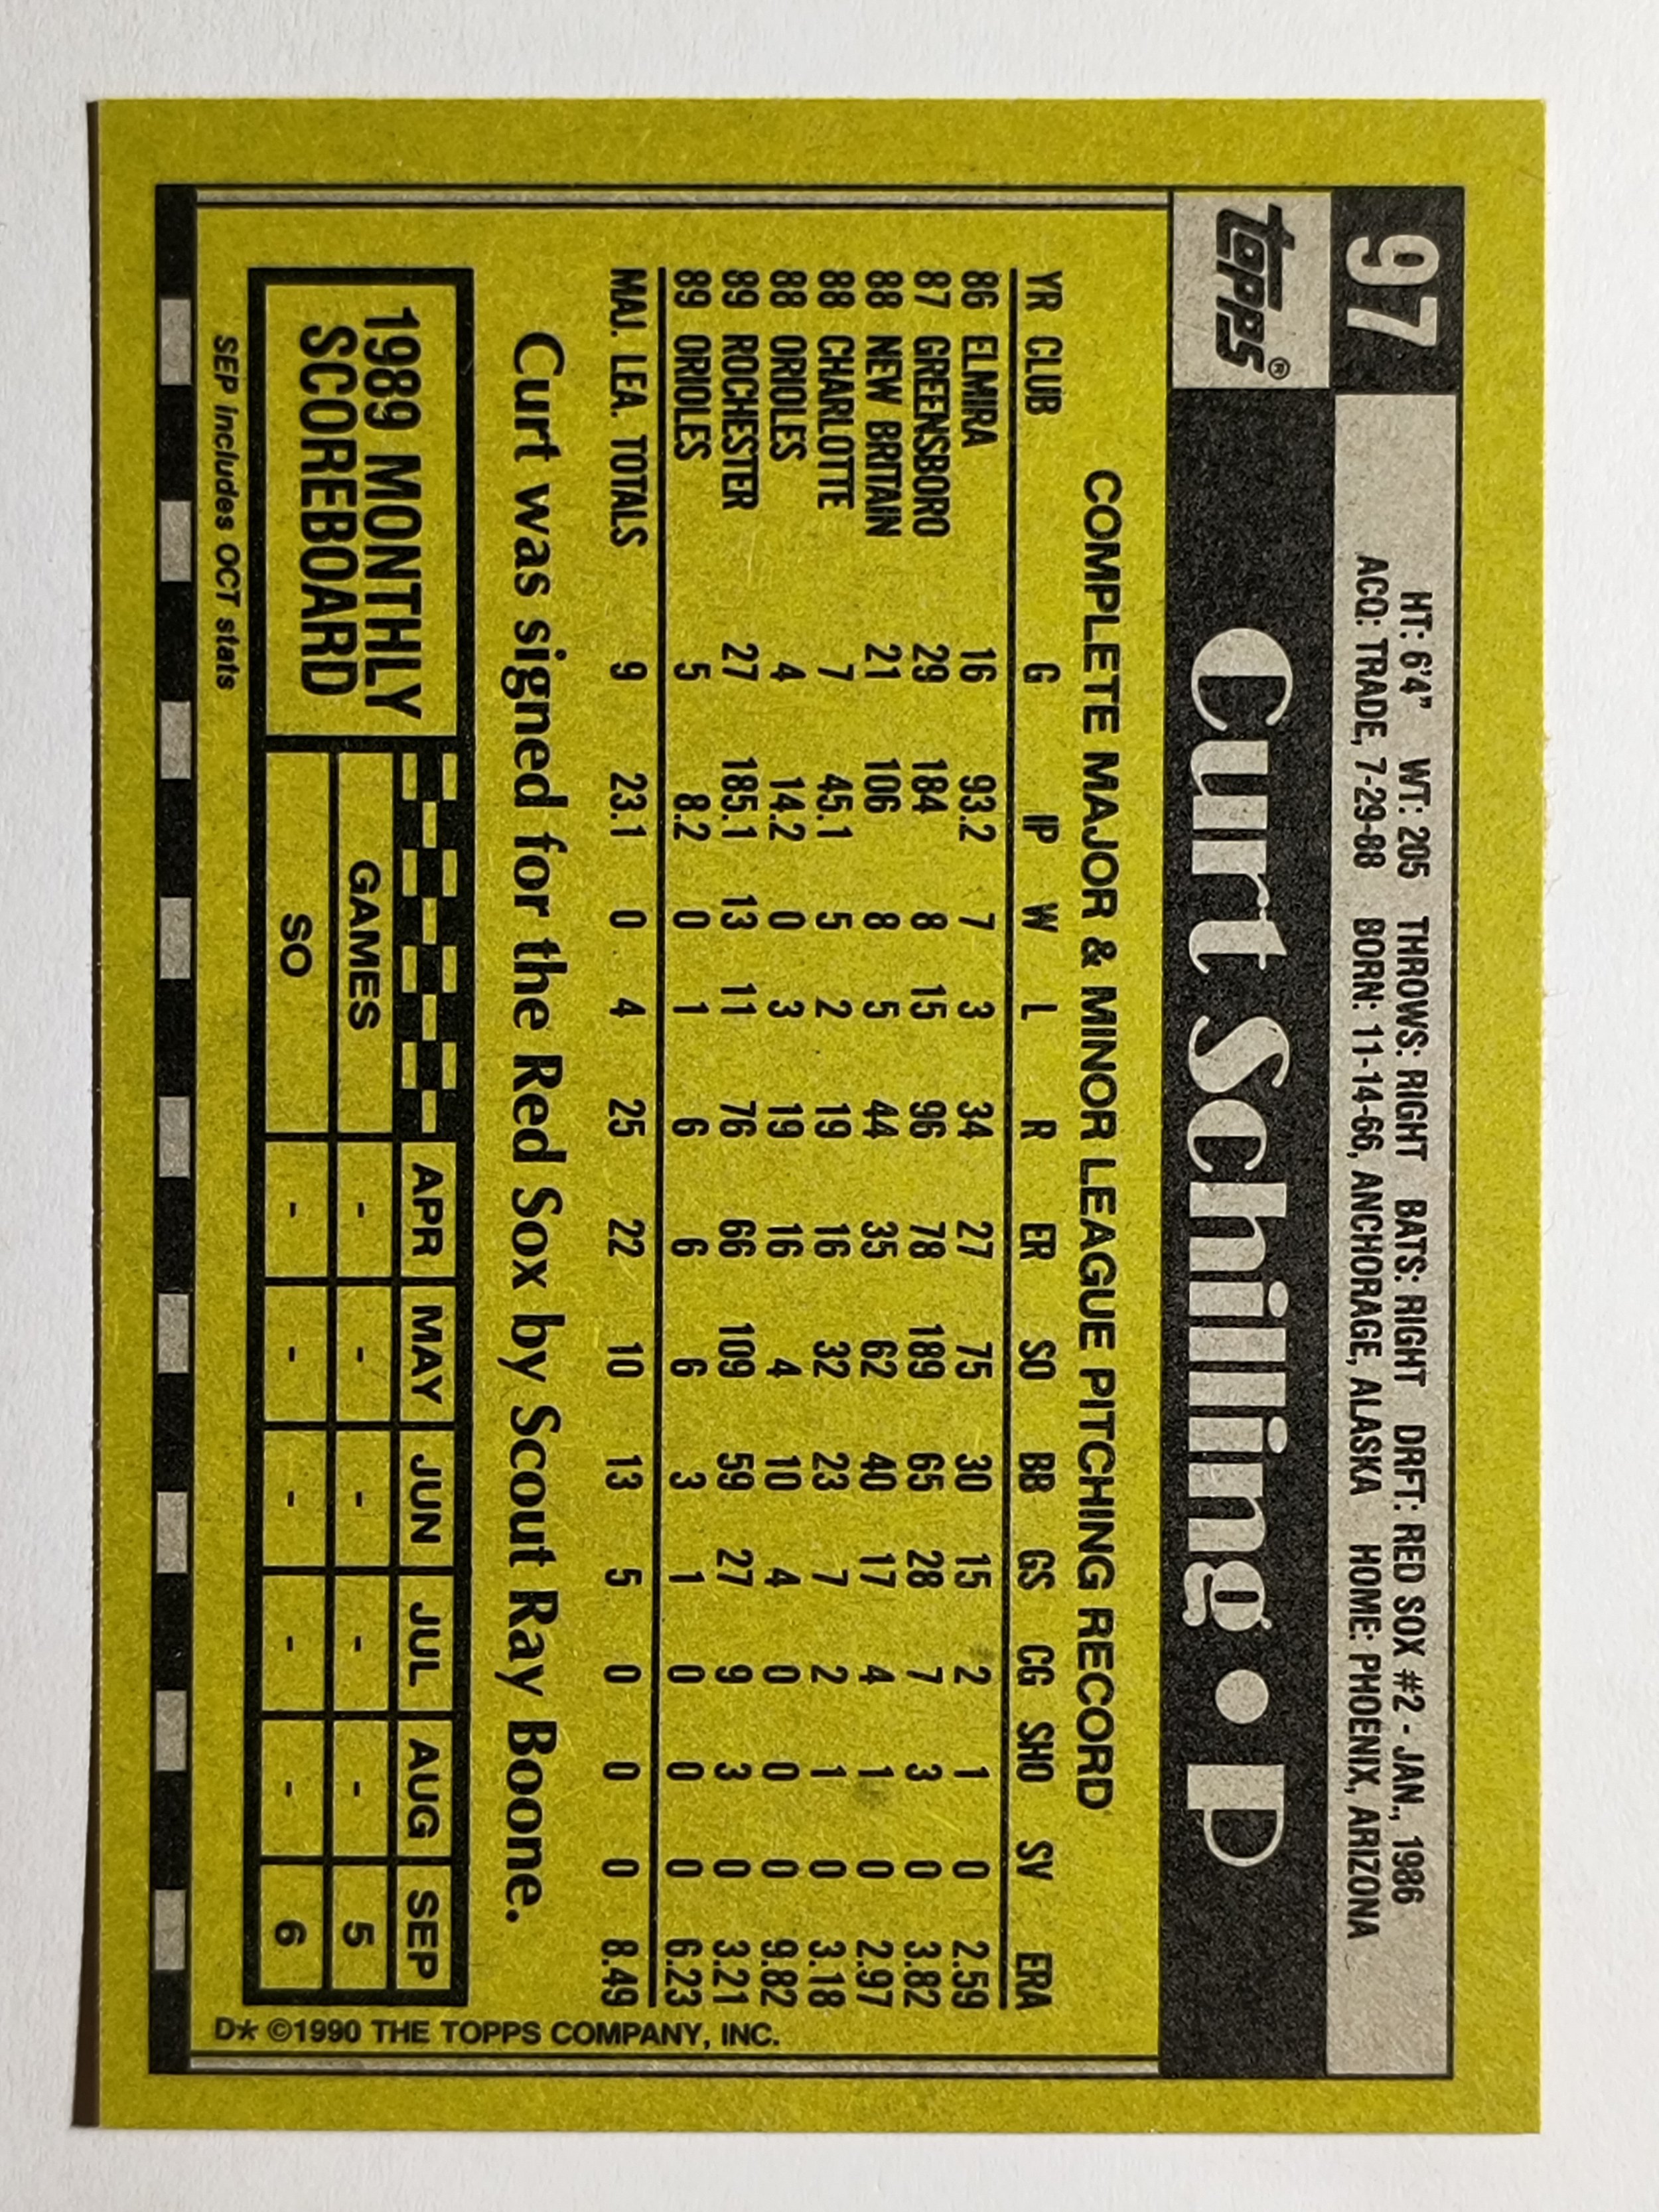 97
HT: 6'4" WT: 205 THROWS: RIGHT BATS: RIGHT DRFT: RED SOX #2 - JAN., 1986
ACQ: TRADE, 7-29-88 BORN: 11-14-66, ANCHORAGE, ALASKA HOME: PHOENIX, ARIZONA
topps®
Curt Schilling • P
COMPLETE MAJOR & MINOR LEAGUE PITCHING RECORD
YR CLUB G IP W L R ER SO BB GS CG SHO SV ERA
86 ELMIRA 16 93.2 7 3 34 27 75 30 15 2 1 0 2.59
87 GREENSBORO 29 184 8 15 96 78 189 65 28 7 3 0 3.82
88 NEW BRITAIN 21 106 8 5 44 35 62 40 17 4 1 0 2.97
88 CHARLOTTE 7 45.1 5 2 19 16 32 23 7 2 1 0 3.18
88 ORIOLES 4 14.2 0 3 19 16 4 10 4 0 0 0 9.82
89 ROCHESTER 27 185.1 13 11 76 66 109 59 27 9 3 0 3.21
89 ORIOLES 5 8.2 0 1 6 6 6 3 1 0 0 0 6.23
MAJ. LEA. TOTALS 9 23.1 0 4 25 22 10 13 5 0 0 0 8.49
Curt was signed for the Red Sox by Scout Ray Boone.
1989 MONTHLY
SCOREBOARD
APR MAY JUN JUL AUG SEP
GAMES - - - - - 5
SO - - - - - 6
SEP includes OCT stats
D★ ©1990 THE TOPPS COMPANY, INC.